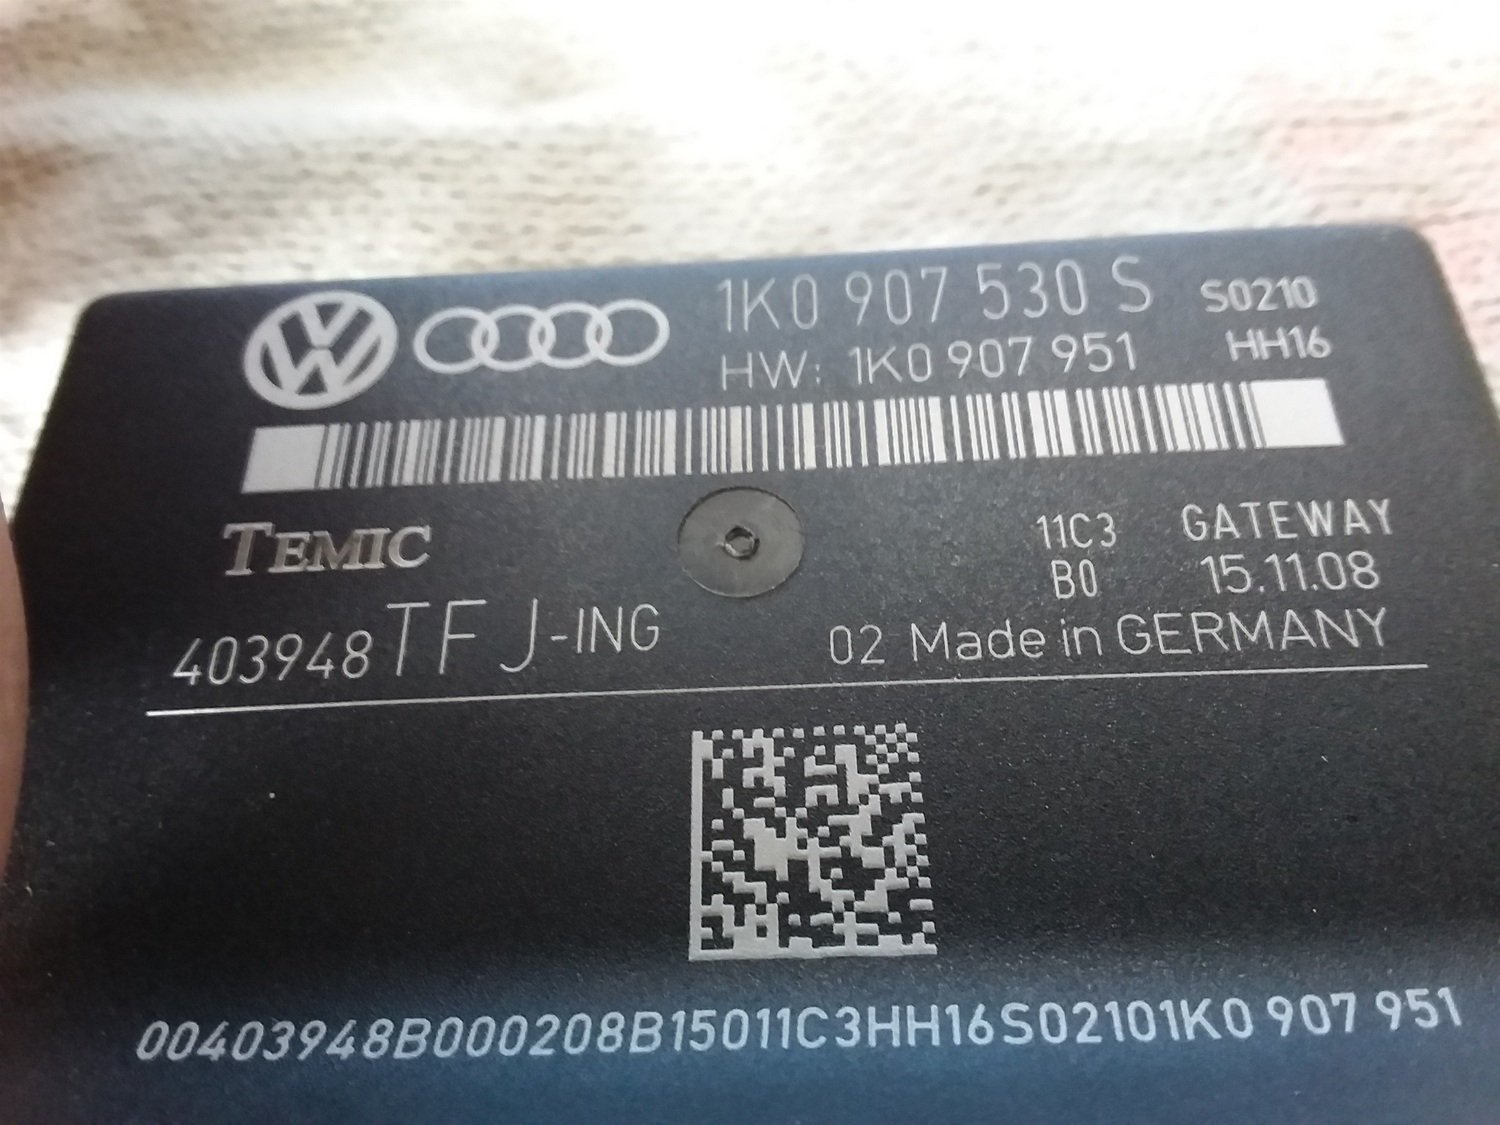 1K0 907 530 S S0210
HW: 1K0 907 951 HH16
TEMIC
11C3 GATEWAY
B0 15.11.08
403948 TF J-ING
02 Made in GERMANY
00403948B000208B15011C3HH16S02101K0 907 951